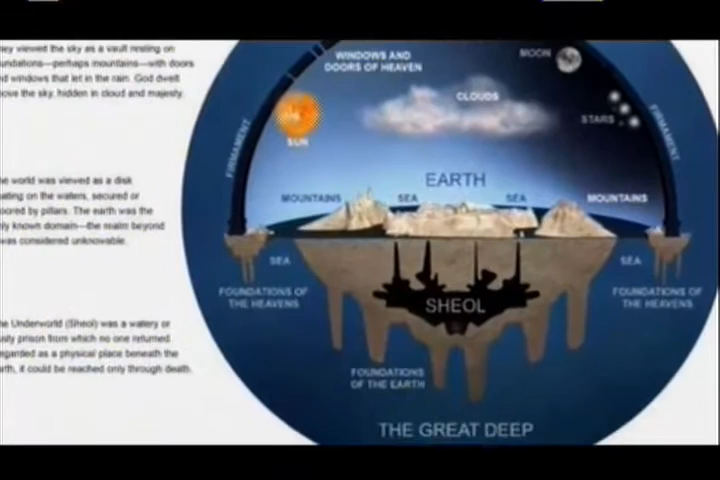 ey viewed the sky as a vault resting on
undations—perhaps mountains—with doors
nd windows that let in the rain. God dwelt
ove the sky, hidden in cloud and majesty.
he world was viewed as a disk
ating on the waters, secured or
oored by pillars. The earth was the
ly known domain—the realm beyond
was considered unknowable.
he Underworld (Sheol) was a watery or
usty prison from which no one returned
egarded as a physical place beneath the
arth, it could be reached only through death.
WINDOWS AND
DOORS OF HEAVEN
MOON
CLOUDS
STARS
SUN
FIRMAMENT
FIRMAMENT
EARTH
MOUNTAINS
SEA
SEA
MOUNTAINS
SEA
SEA
FOUNDATIONS OF
THE HEAVENS
FOUNDATIONS OF
THE HEAVENS
SHEOL
FOUNDATIONS
OF THE EARTH
THE GREAT DEEP